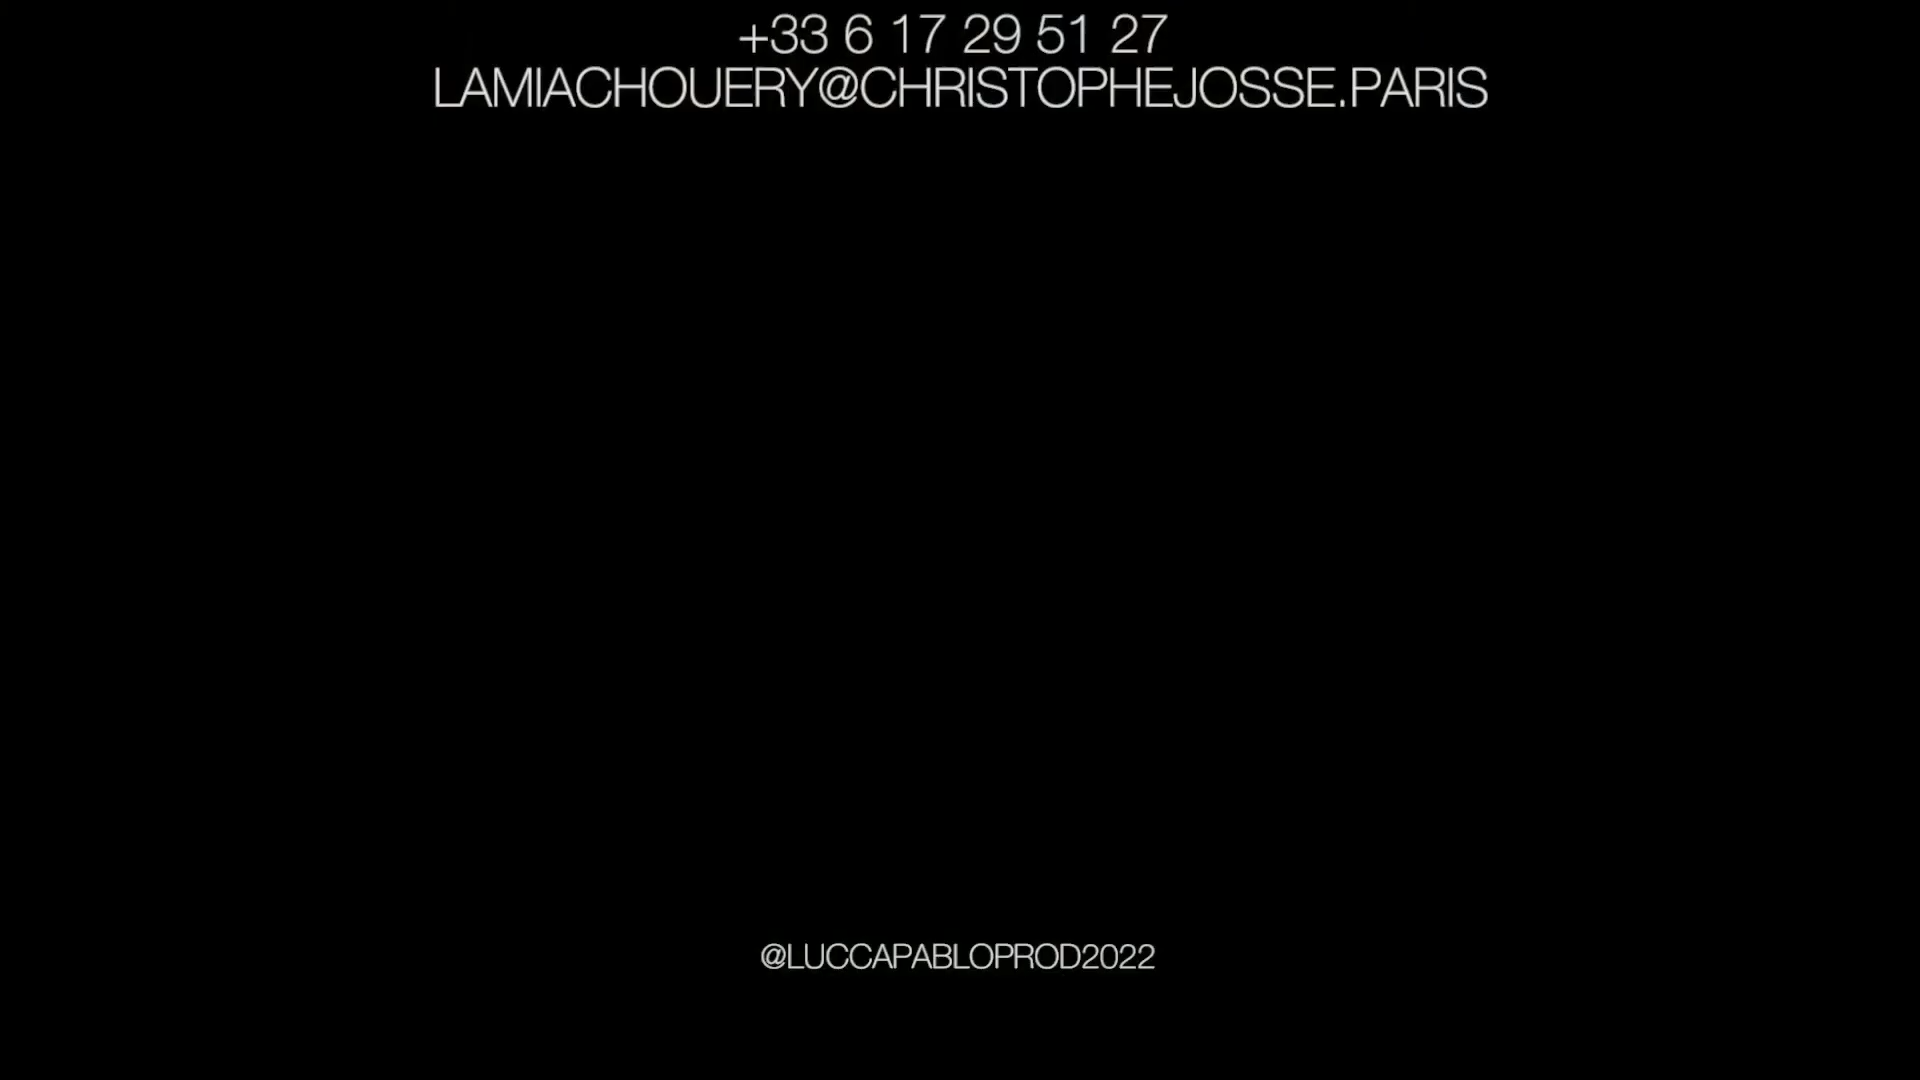 +33 6 17 29 51 27
LAMIACHOUERY@CHRISTOPHEJOSSE.PARIS
@LUCCAPABLOPROD2022